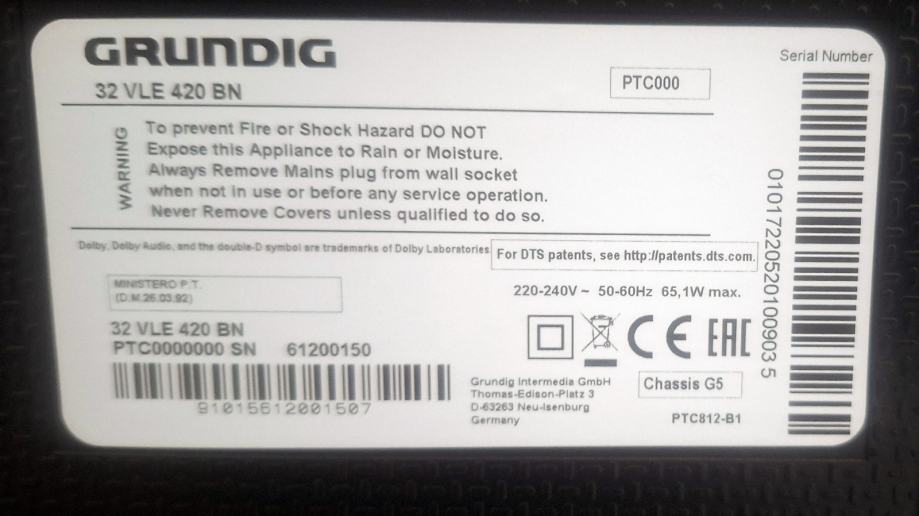 GRUNDIG
32 VLE 420 BN
PTC000
Serial Number
WARNING
To prevent Fire or Shock Hazard DO NOT
Expose this Appliance to Rain or Moisture.
Always Remove Mains plug from wall socket
when not in use or before any service operation.
Never Remove Covers unless qualified to do so.
Dolby, Dolby Audio, and the double-D symbol are trademarks of Dolby Laboratories
For DTS patents, see http://patents.dts.com.
MINISTERO P.T.
(D.M.26.03.92)
220-240V ~ 50-60Hz 65,1W max.
32 VLE 420 BN
PTC0000000 SN 61200150
91015612001507
CE EAC
Grundig Intermedia GmbH
Thomas-Edison-Platz 3
D-63263 Neu-Isenburg
Germany
Chassis G5
PTC812-B1
010172205201009035